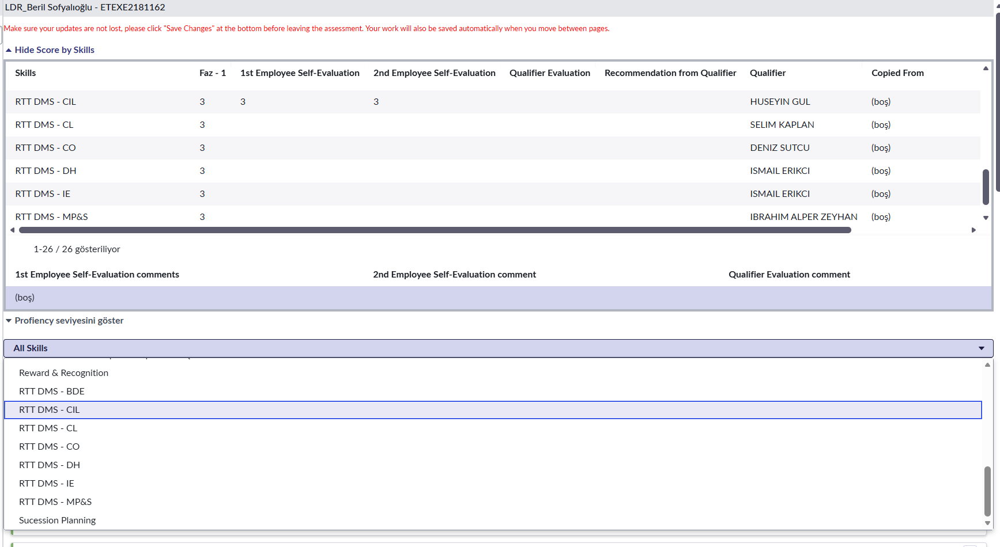 LDR_Beril Sofyalıoğlu - ETEXE2181162
Make sure your updates are not lost, please click "Save Changes" at the bottom before leaving the assessment. Your work will also be saved automatically when you move between pages.
Hide Score by Skills
Skills Faz - 1 1st Employee Self-Evaluation 2nd Employee Self-Evaluation Qualifier Evaluation Recommendation from Qualifier Qualifier Copied From
RTT DMS - CIL 3 3 3 HUSEYIN GUL (boş)
RTT DMS - CL 3 SELIM KAPLAN (boş)
RTT DMS - CO 3 DENIZ SUTCU (boş)
RTT DMS - DH 3 ISMAIL ERIKCI (boş)
RTT DMS - IE 3 ISMAIL ERIKCI (boş)
RTT DMS - MP&S 3 IBRAHIM ALPER ZEYHAN (boş)
1-26 / 26 gösteriliyor
1st Employee Self-Evaluation comments 2nd Employee Self-Evaluation comment Qualifier Evaluation comment
(boş)
Profiency seviyesini göster
All Skills
Reward & Recognition
RTT DMS - BDE
RTT DMS - CIL
RTT DMS - CL
RTT DMS - CO
RTT DMS - DH
RTT DMS - IE
RTT DMS - MP&S
Sucession Planning